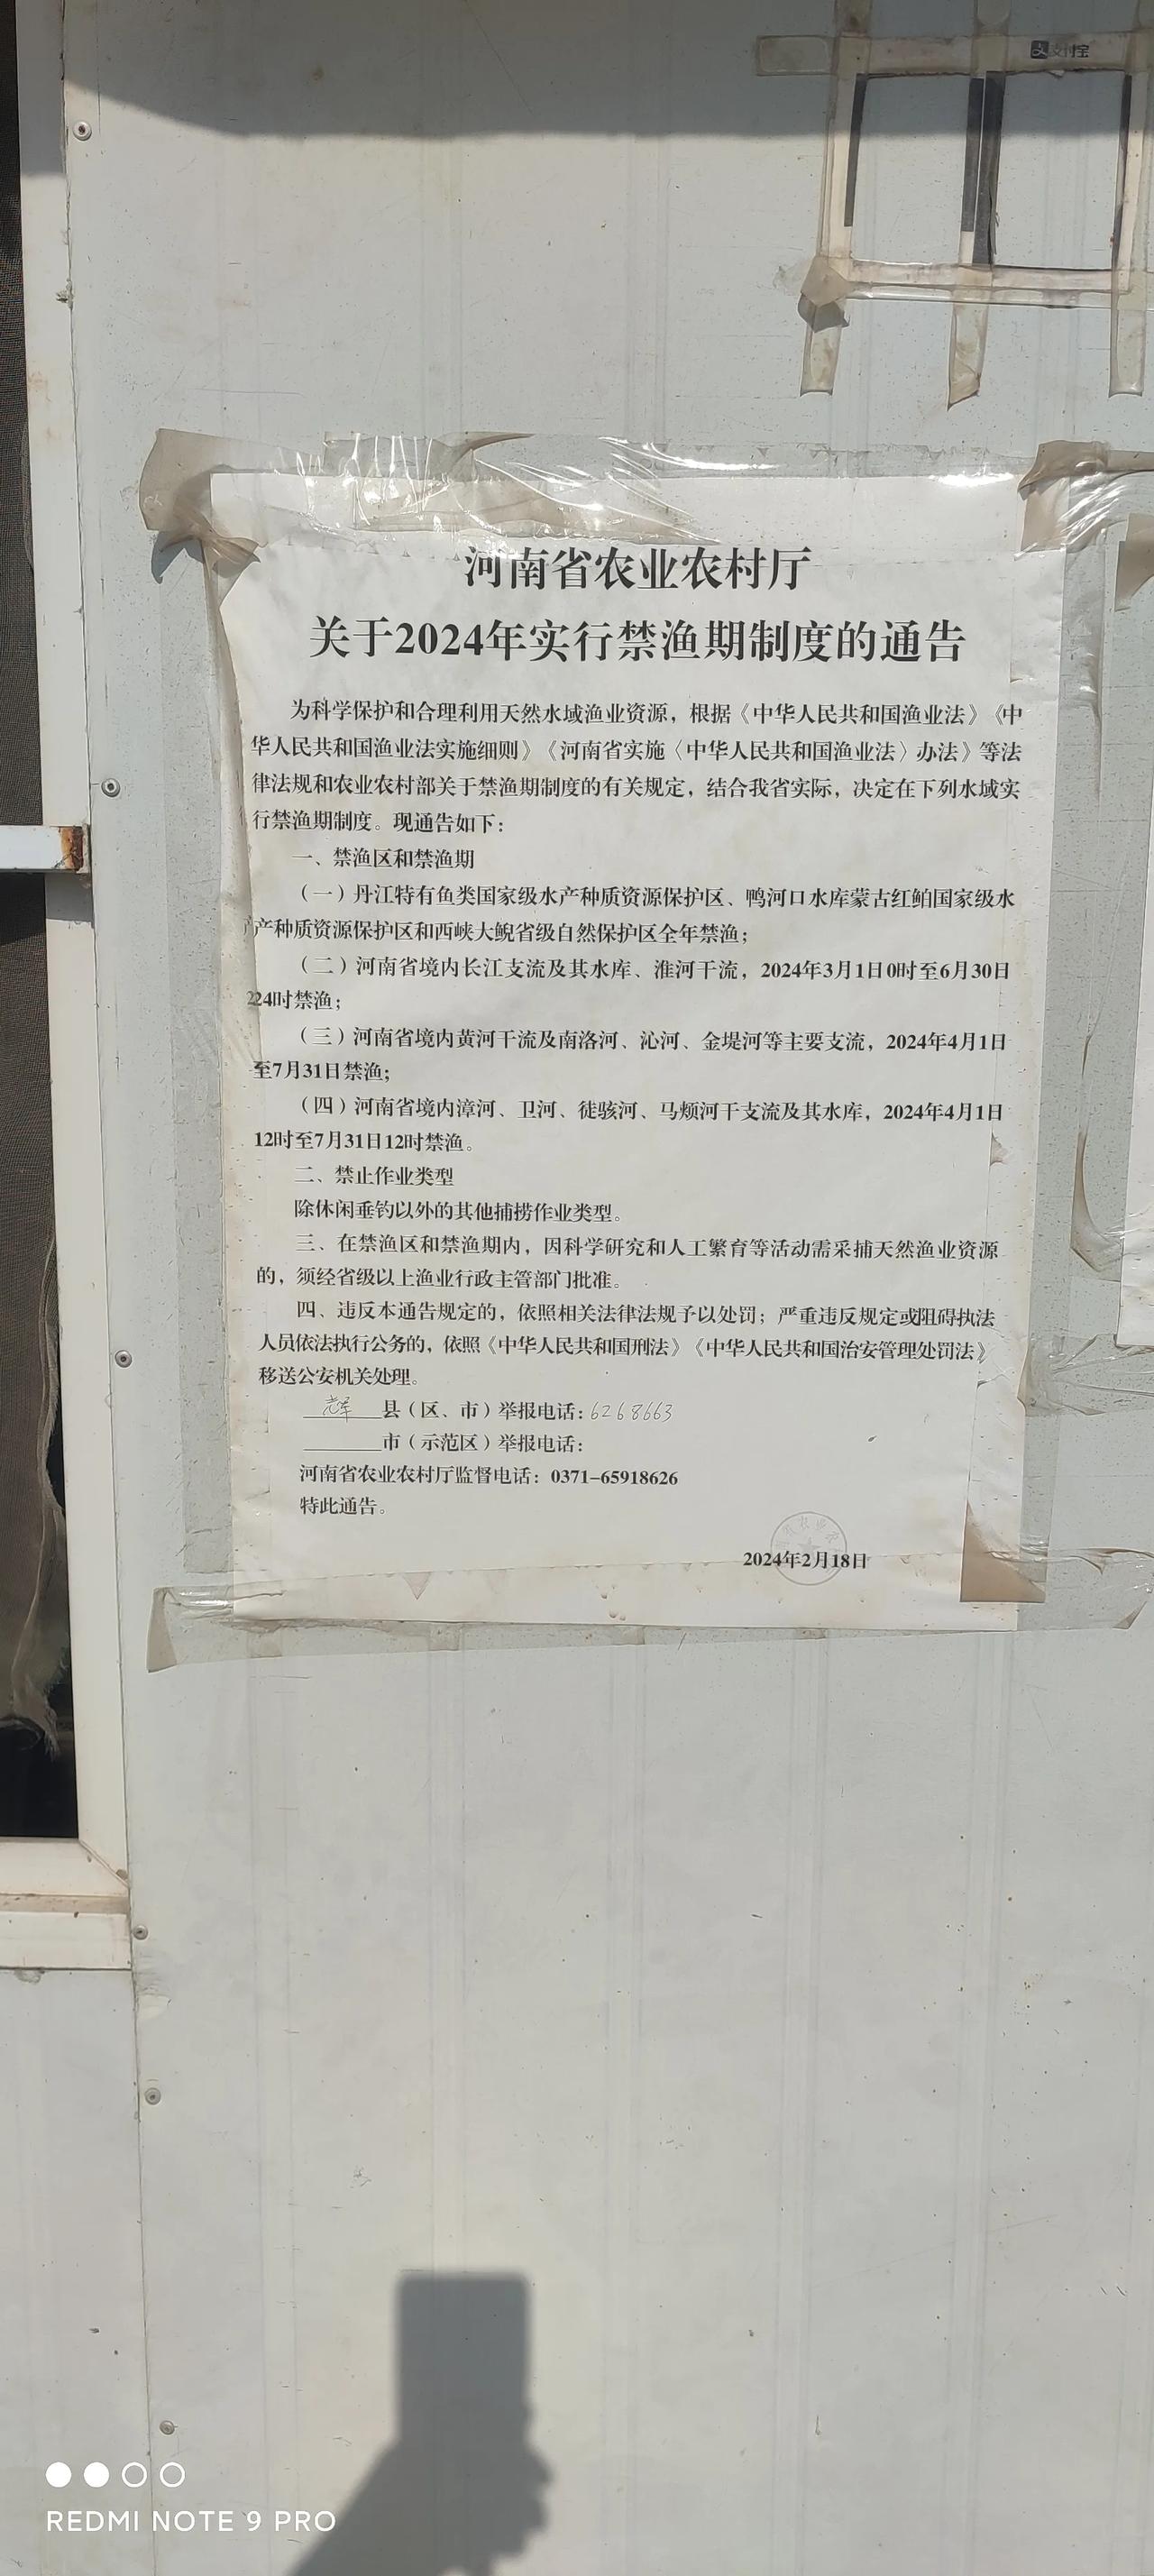 支付宝
河南省农业农村厅
关于2024年实行禁渔期制度的通告
为科学保护和合理利用天然水域渔业资源，根据《中华人民共和国渔业法》《中
华人民共和国渔业法实施细则》《河南省实施〈中华人民共和国渔业法〉办法》等法
律法规和农业农村部关于禁渔期制度的有关规定，结合我省实际，决定在下列水域实
行禁渔期制度。现通告如下：
一、禁渔区和禁渔期
（一）丹江特有鱼类国家级水产种质资源保护区、鸭河口水库蒙古红鲌国家级水
产种质资源保护区和西峡大鲵省级自然保护区全年禁渔；
（二）河南省境内长江支流及其水库、淮河干流，2024年3月1日0时至6月30日
24时禁渔；
（三）河南省境内黄河干流及南洛河、沁河、金堤河等主要支流，2024年4月1日
至7月31日禁渔；
（四）河南省境内漳河、卫河、徒骇河、马颊河干支流及其水库，2024年4月1日
12时至7月31日12时禁渔。
二、禁止作业类型
除休闲垂钓以外的其他捕捞作业类型。
三、在禁渔区和禁渔期内，因科学研究和人工繁育等活动需采捕天然渔业资源
的，须经省级以上渔业行政主管部门批准。
四、违反本通告规定的，依照相关法律法规予以处罚；严重违反规定或阻碍执法
人员依法执行公务的，依照《中华人民共和国刑法》《中华人民共和国治安管理处罚法》
移送公安机关处理。
县（区、市）举报电话：6268663
市（示范区）举报电话：
河南省农业农村厅监督电话：0371-65918626
特此通告。
2024年2月18日
REDMI NOTE 9 PRO